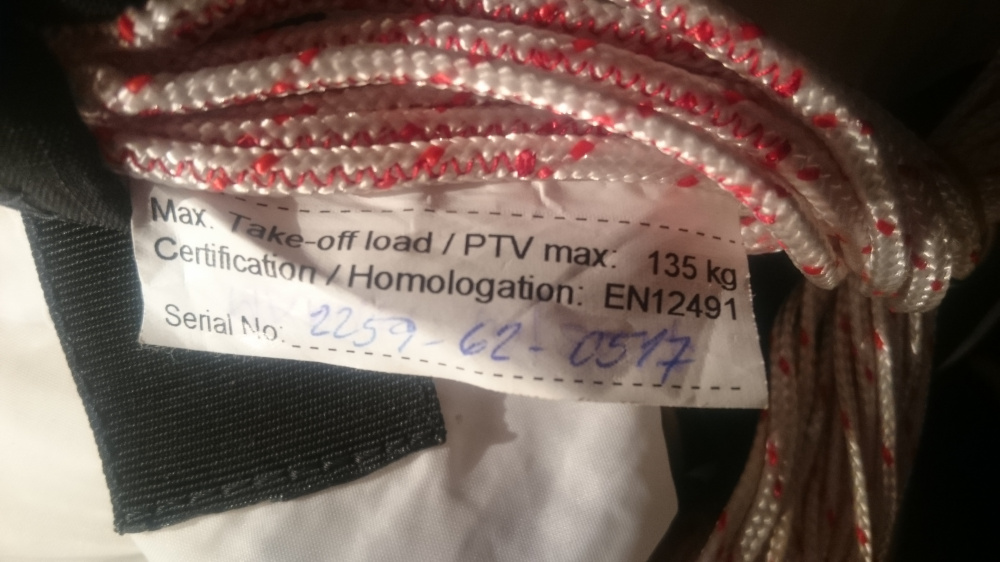 Max. Take-off load / PTV max: 135 kg
Certification / Homologation: EN12491
Serial No: 2259-62-0517